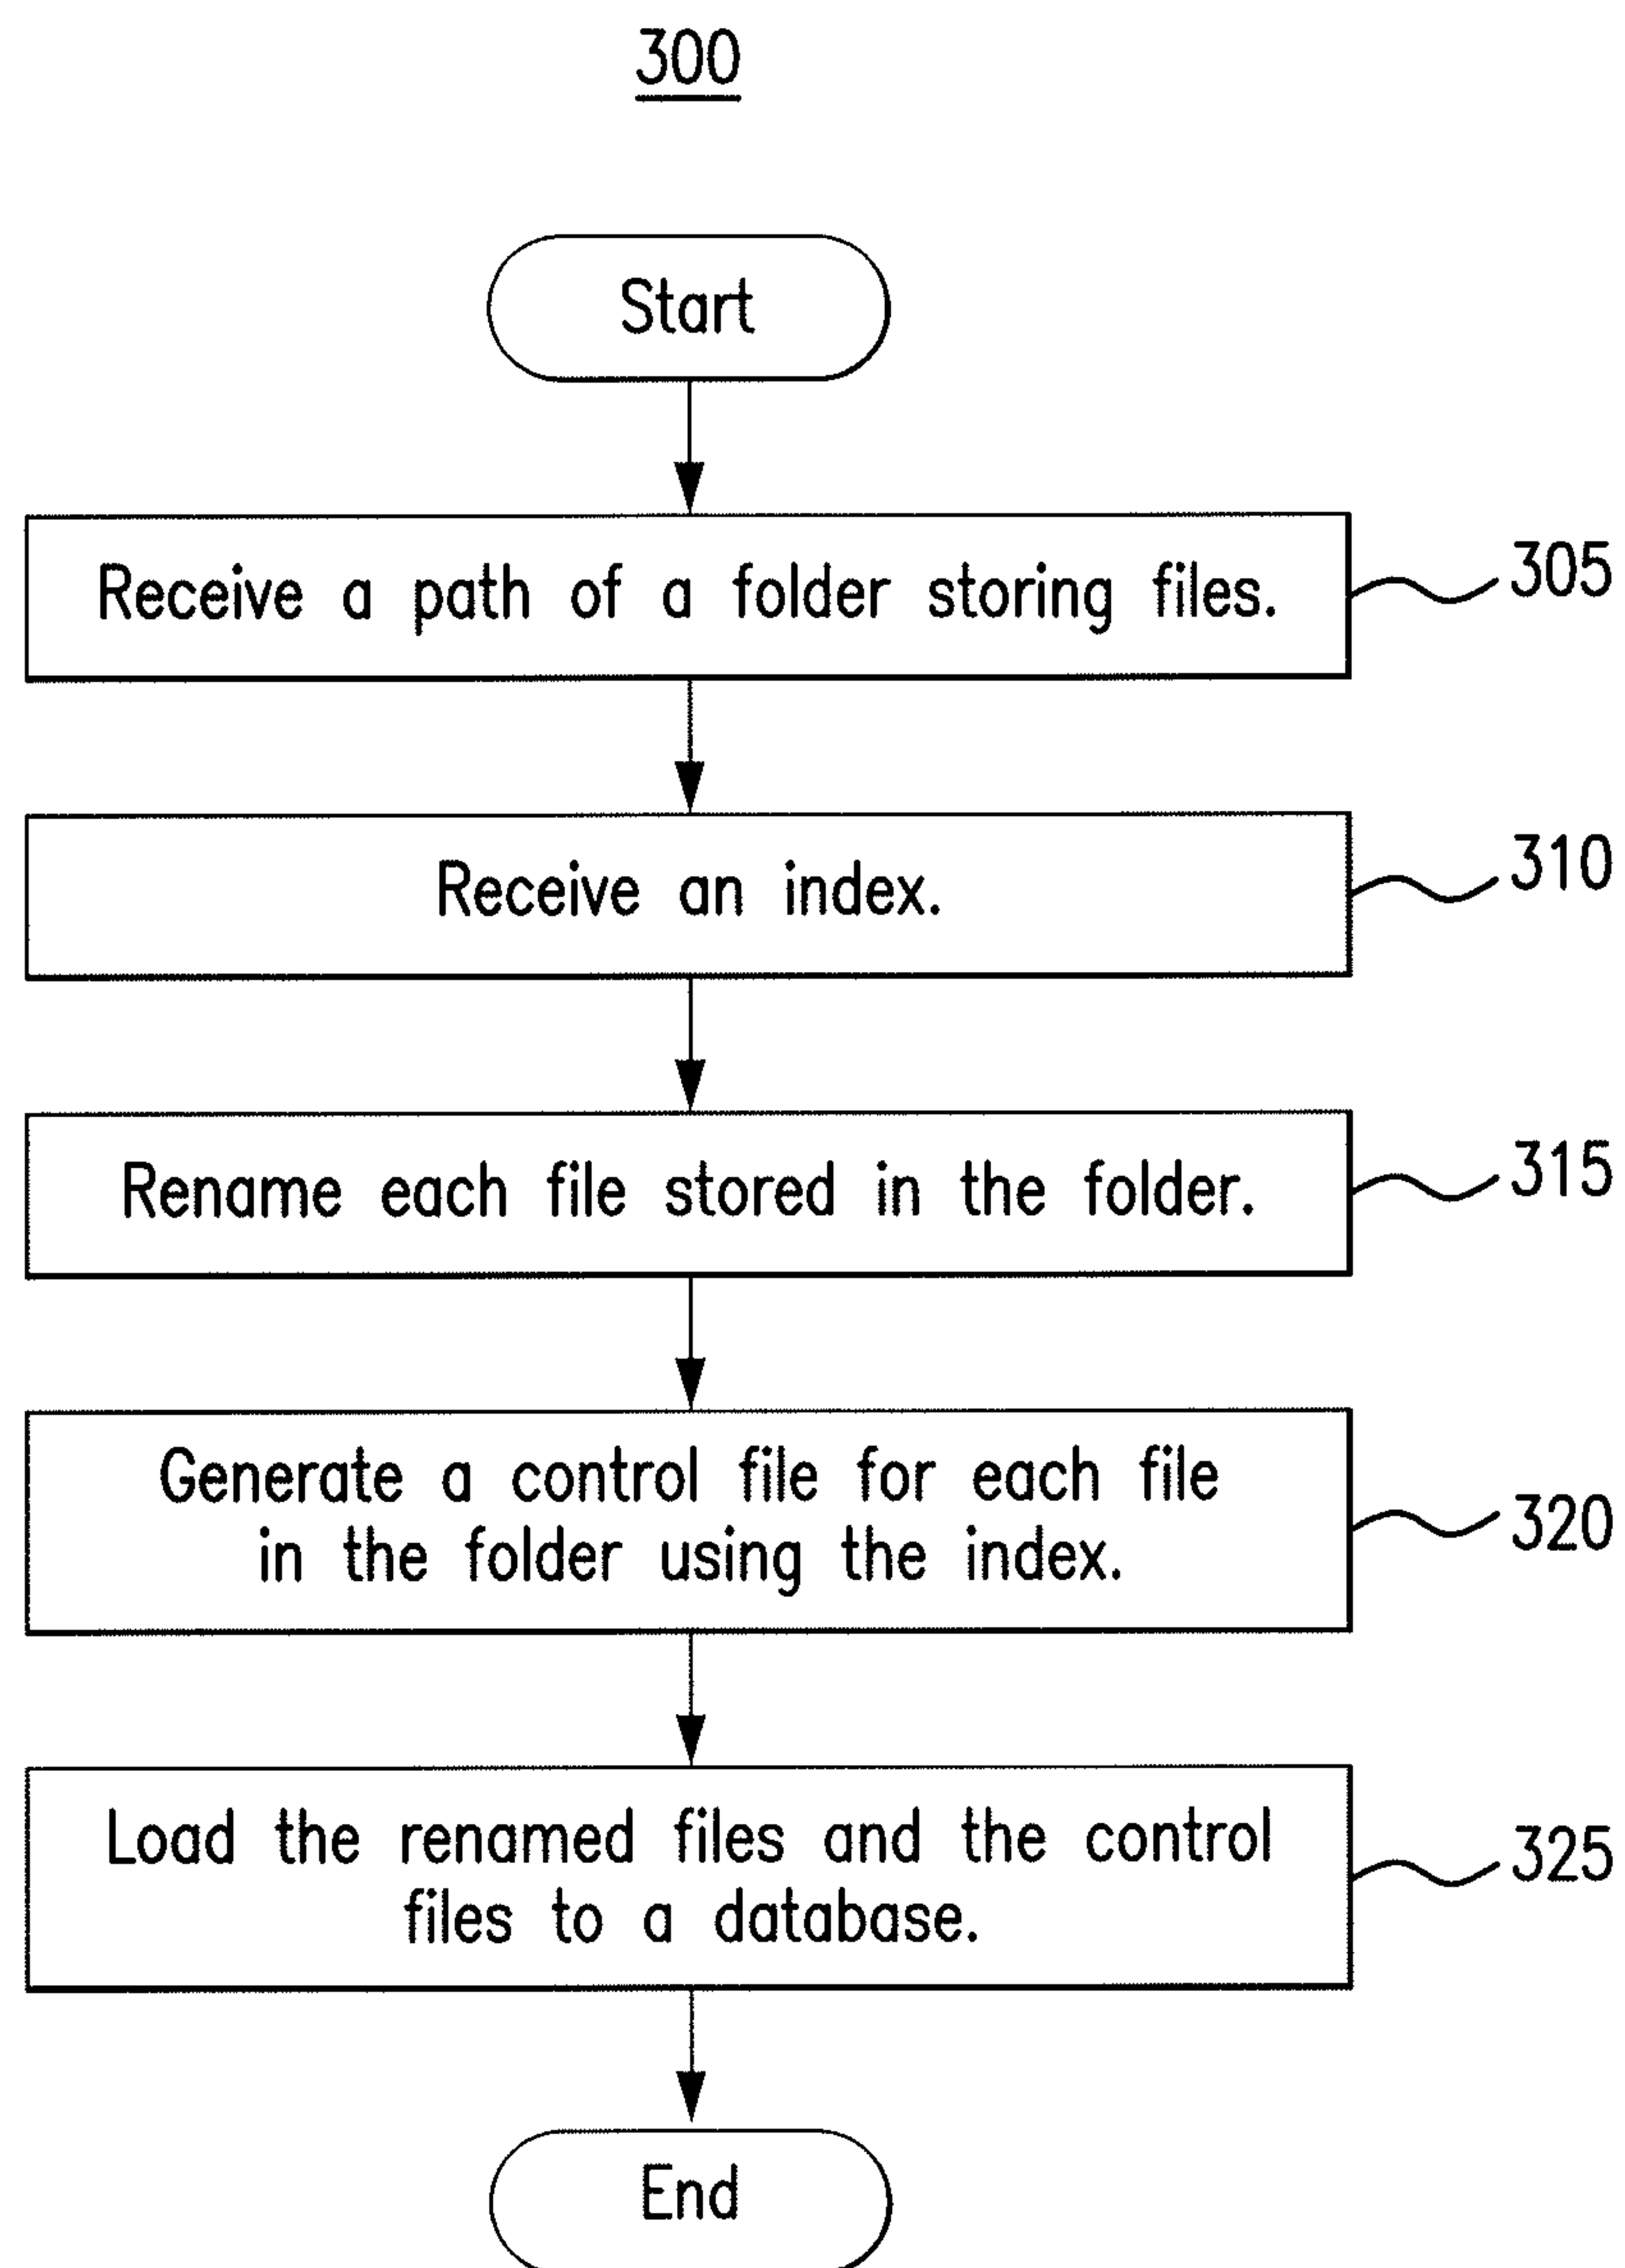 300
Start
Receive a path of a folder storing files.
305
Receive an index.
310
Rename each file stored in the folder.
315
Generate a control file for each file
in the folder using the index.
320
Load the renamed files and the control
files to a database.
325
End